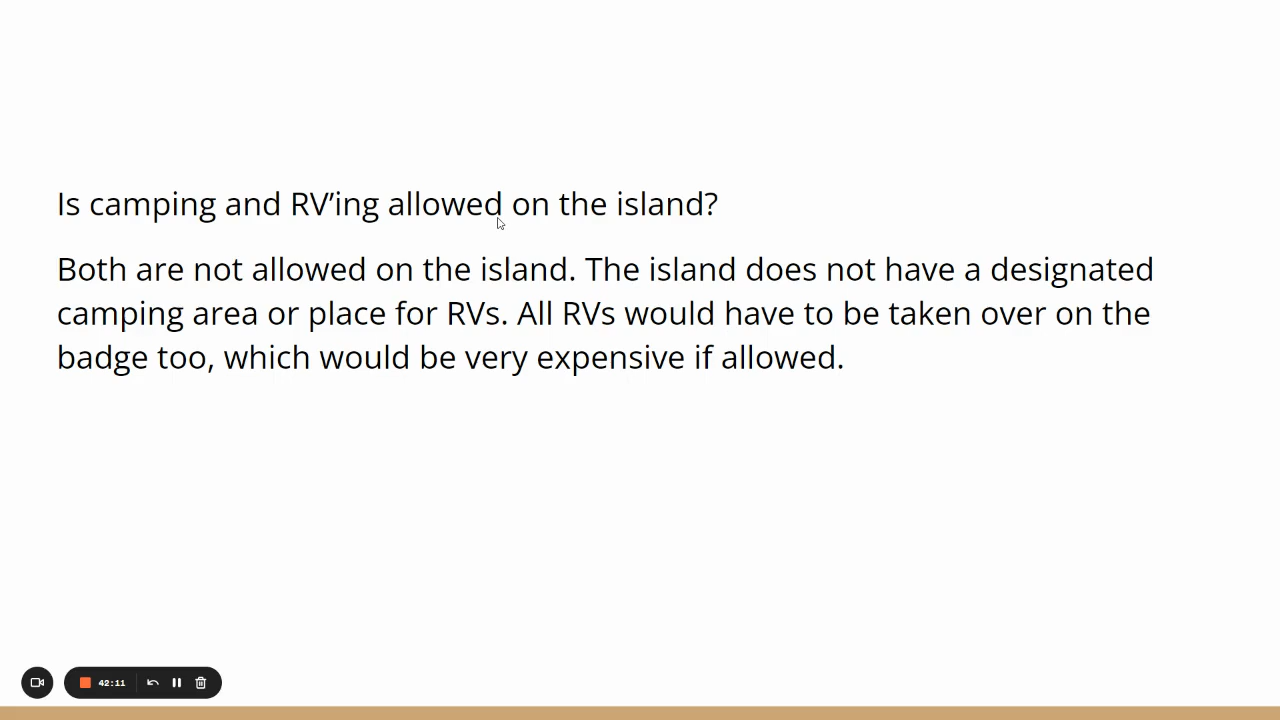 Is camping and RV’ing allowed on the island?
Both are not allowed on the island. The island does not have a designated
camping area or place for RVs. All RVs would have to be taken over on the
badge too, which would be very expensive if allowed.
42:11